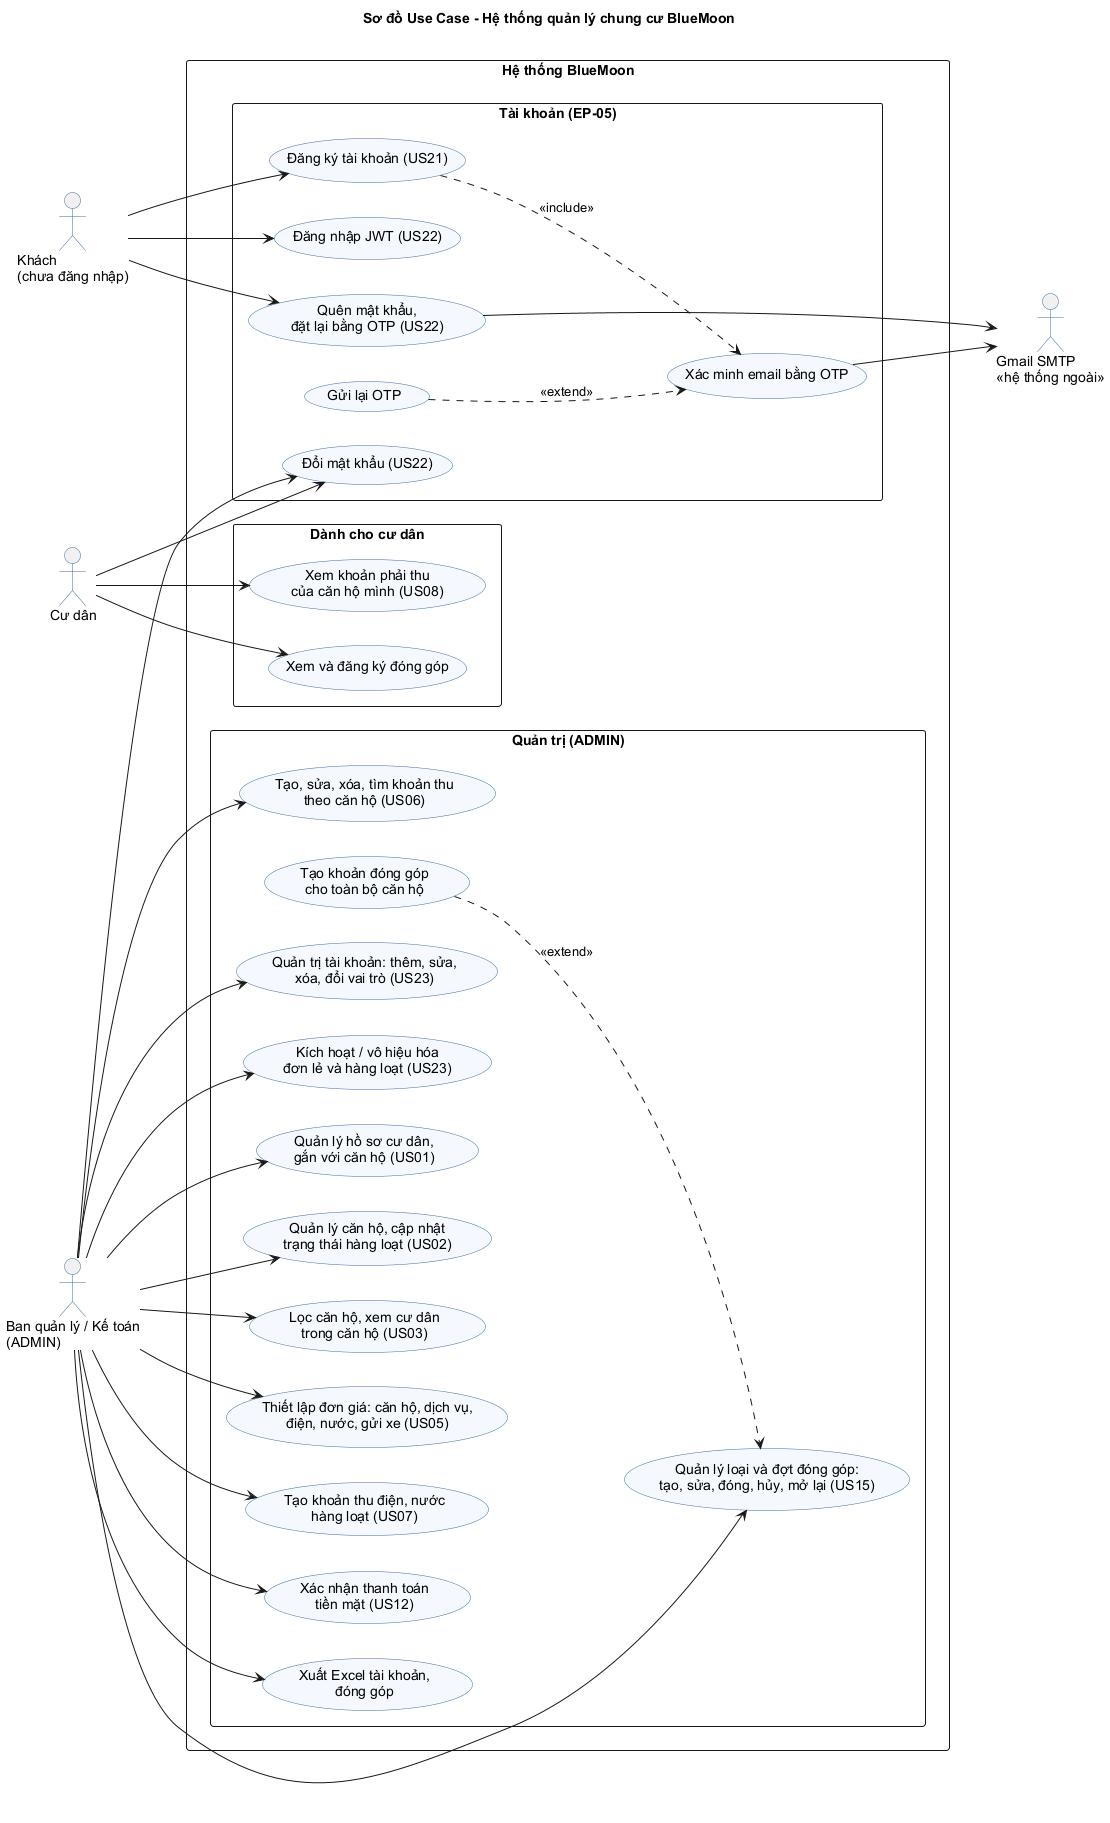 Sơ đồ Use Case - Hệ thống quản lý chung cư BlueMoon
Hệ thống BlueMoon
Tài khoản (EP-05)
Đăng ký tài khoản (US21)
«include»
Khách
(chưa đăng nhập)
Đăng nhập JWT (US22)
Quên mật khẩu,
đặt lại bằng OTP (US22)
Gmail SMTP
«hệ thống ngoài»
Xác minh email bằng OTP
Gửi lại OTP
«extend»
Đổi mật khẩu (US22)
Dành cho cư dân
Xem khoản phải thu
của căn hộ mình (US08)
Cư dân
Xem và đăng ký đóng góp
Quản trị (ADMIN)
Tạo, sửa, xóa, tìm khoản thu
theo căn hộ (US06)
Tạo khoản đóng góp
cho toàn bộ căn hộ
«extend»
Quản trị tài khoản: thêm, sửa,
xóa, đổi vai trò (US23)
Kích hoạt / vô hiệu hóa
đơn lẻ và hàng loạt (US23)
Quản lý hồ sơ cư dân,
gắn với căn hộ (US01)
Quản lý căn hộ, cập nhật
trạng thái hàng loạt (US02)
Ban quản lý / Kế toán
(ADMIN)
Lọc căn hộ, xem cư dân
trong căn hộ (US03)
Thiết lập đơn giá: căn hộ, dịch vụ,
điện, nước, gửi xe (US05)
Quản lý loại và đợt đóng góp:
tạo, sửa, đóng, hủy, mở lại (US15)
Tạo khoản thu điện, nước
hàng loạt (US07)
Xác nhận thanh toán
tiền mặt (US12)
Xuất Excel tài khoản,
đóng góp